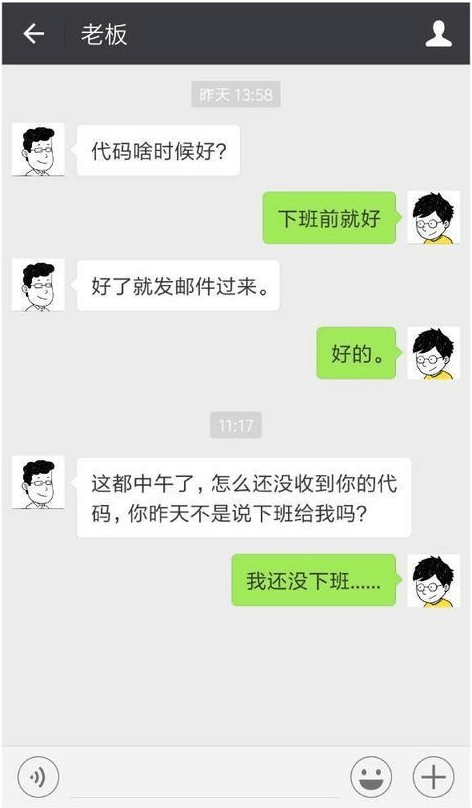 老板
昨天 13:58
代码啥时候好?
下班前就好
好了就发邮件过来。
好的。
11:17
这都中午了，怎么还没收到你的代
码，你昨天不是说下班给我吗?
我还没下班......